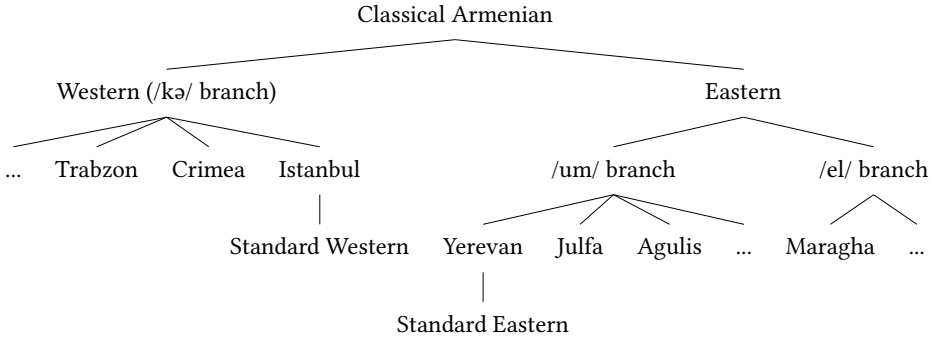 Classical Armenian
Western (/kə/ branch) Eastern
... Trabzon Crimea Istanbul /um/ branch /el/ branch
Standard Western Yerevan Julfa Agulis ... Maragha ...
Standard Eastern